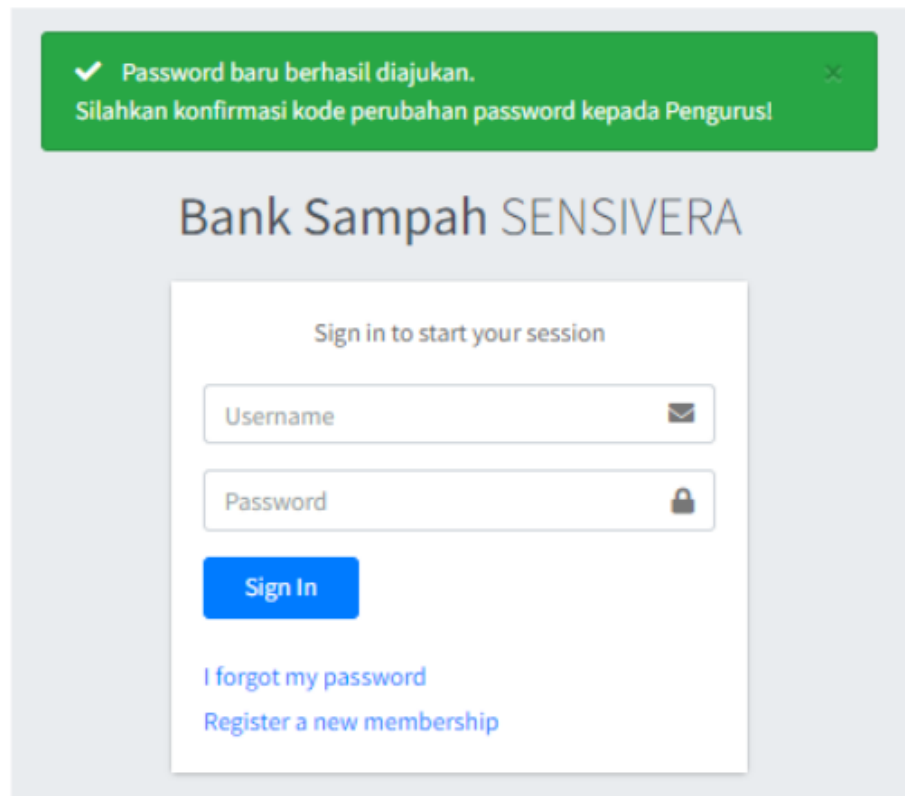 Password baru berhasil diajukan.
Silahkan konfirmasi kode perubahan password kepada Pengurus!
Bank Sampah SENSIVERA
Sign in to start your session
Username
Password
Sign In
I forgot my password
Register a new membership